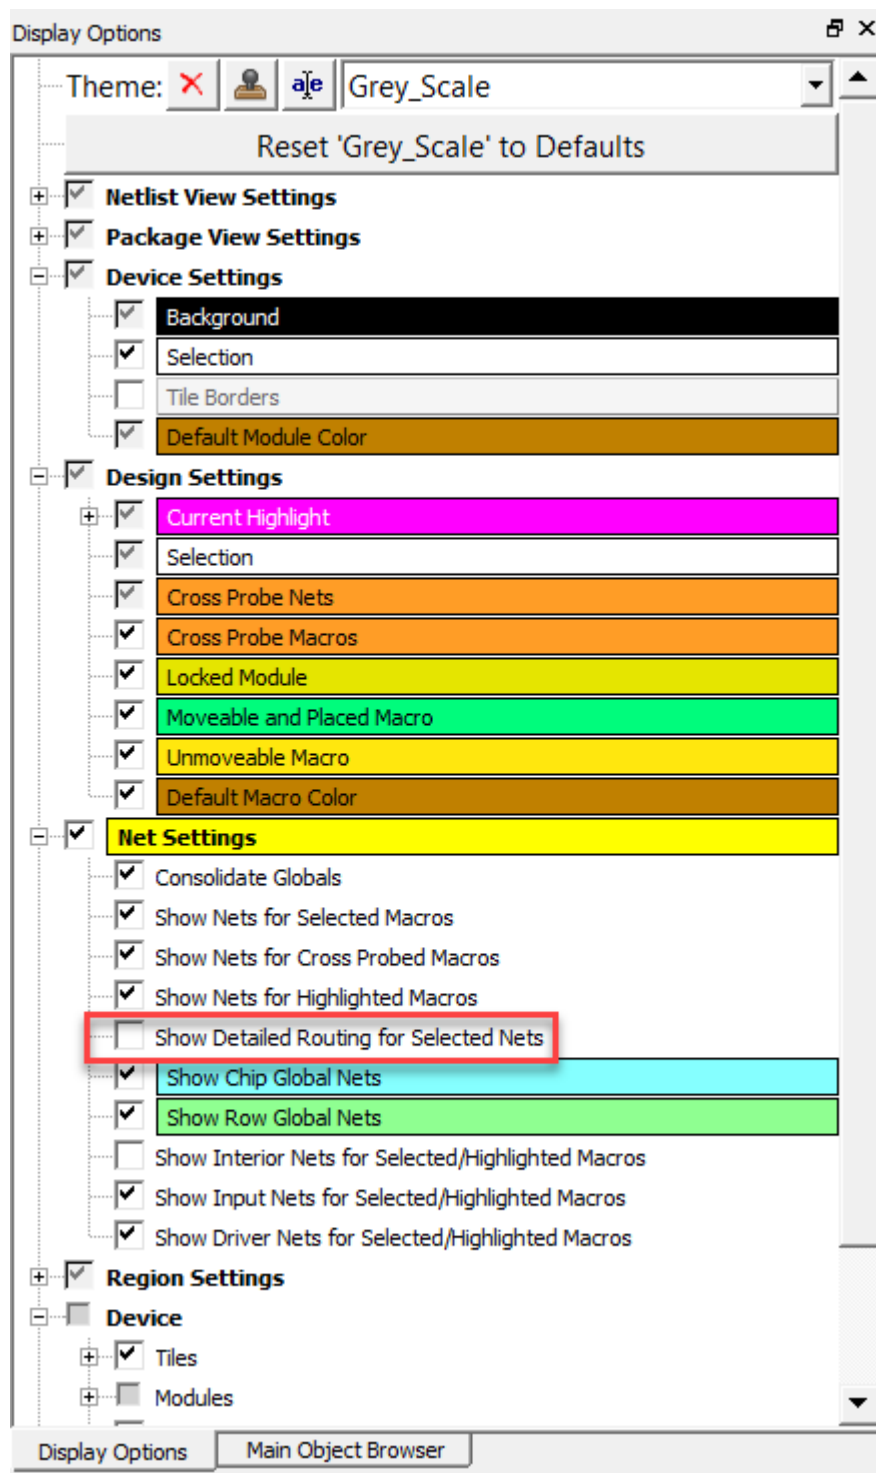 Display Options
Theme: a|e Grey_Scale
Reset 'Grey_Scale' to Defaults
Netlist View Settings
Package View Settings
Device Settings
Background
Selection
Tile Borders
Default Module Color
Design Settings
Current Highlight
Selection
Cross Probe Nets
Cross Probe Macros
Locked Module
Moveable and Placed Macro
Unmoveable Macro
Default Macro Color
Net Settings
Consolidate Globals
Show Nets for Selected Macros
Show Nets for Cross Probed Macros
Show Nets for Highlighted Macros
Show Detailed Routing for Selected Nets
Show Chip Global Nets
Show Row Global Nets
Show Interior Nets for Selected/Highlighted Macros
Show Input Nets for Selected/Highlighted Macros
Show Driver Nets for Selected/Highlighted Macros
Region Settings
Device
Tiles
Modules
Display Options Main Object Browser